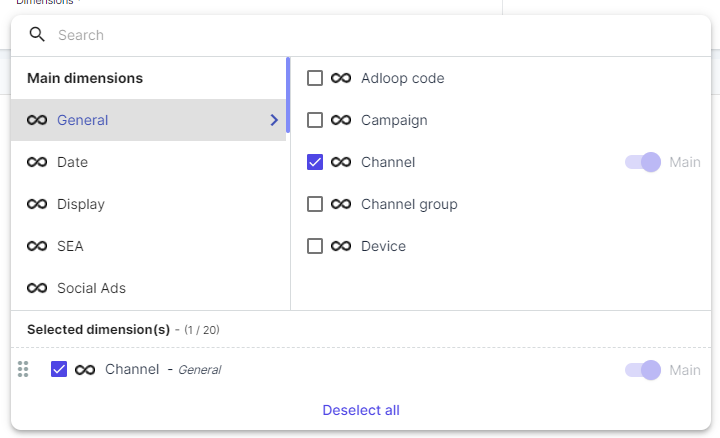 Dimensions *
Search
Main dimensions
General
Date
Display
SEA
Social Ads
Adloop code
Campaign
Channel Main
Channel group
Device
Selected dimension(s) - (1 / 20)
Channel - General Main
Deselect all